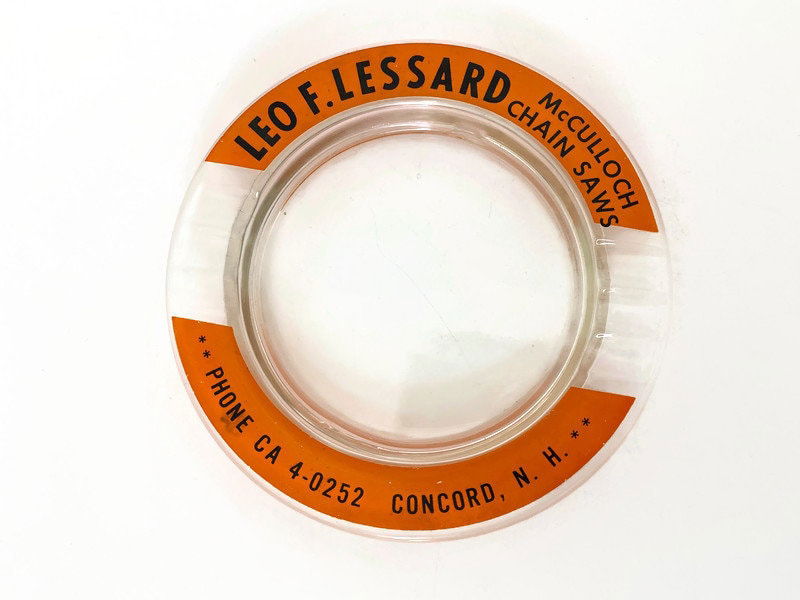 LEO F. LESSARD
McCULLOCH
CHAIN SAWS
** PHONE CA 4-0252 CONCORD, N. H. **